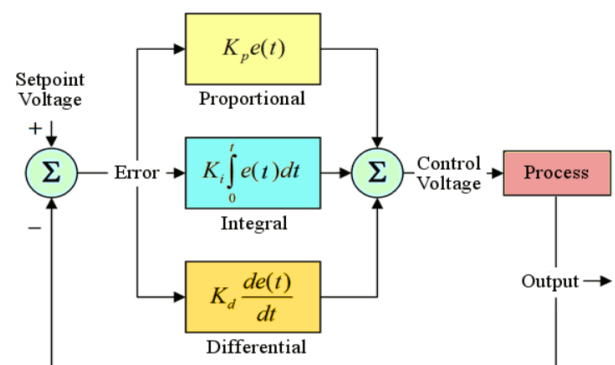 Setpoint
Voltage
+
Σ
−
Error
K_p e(t)
Proportional
K_i ∫_0^t e(t)dt
Integral
K_d de(t)/dt
Differential
Σ
Control
Voltage
Process
Output